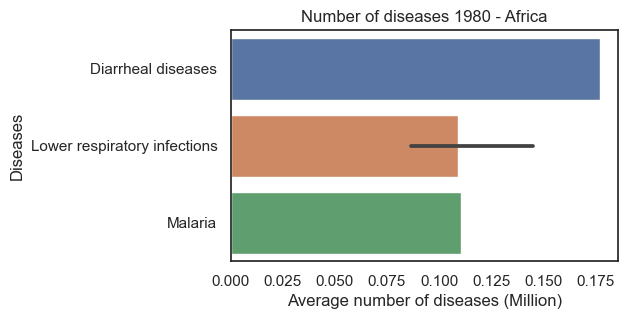 Number of diseases 1980 - Africa
Diseases
Diarrheal diseases
Lower respiratory infections
Malaria
0.000 0.025 0.050 0.075 0.100 0.125 0.150 0.175
Average number of diseases (Million)